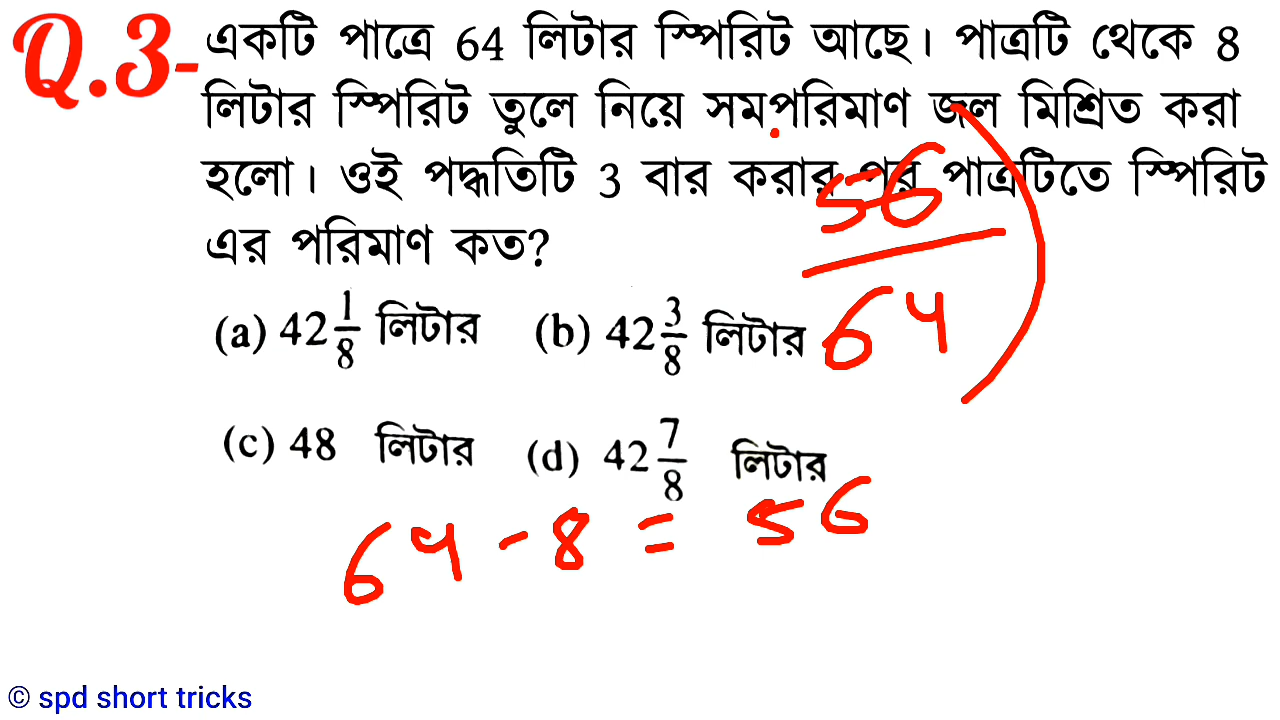 Q.3- একটি পাত্রে 64 লিটার স্পিরিট আছে। পাত্রটি থেকে 8
লিটার স্পিরিট তুলে নিয়ে সমপরিমাণ জল মিশ্রিত করা
হলো। ওই পদ্ধতিটি 3 বার করার পর পাত্রটিতে স্পিরিট
এর পরিমাণ কত?
56
64
(a) 42 1/8 লিটার (b) 42 3/8 লিটার
(c) 48 লিটার (d) 42 7/8 লিটার
64 - 8 = 56
© spd short tricks